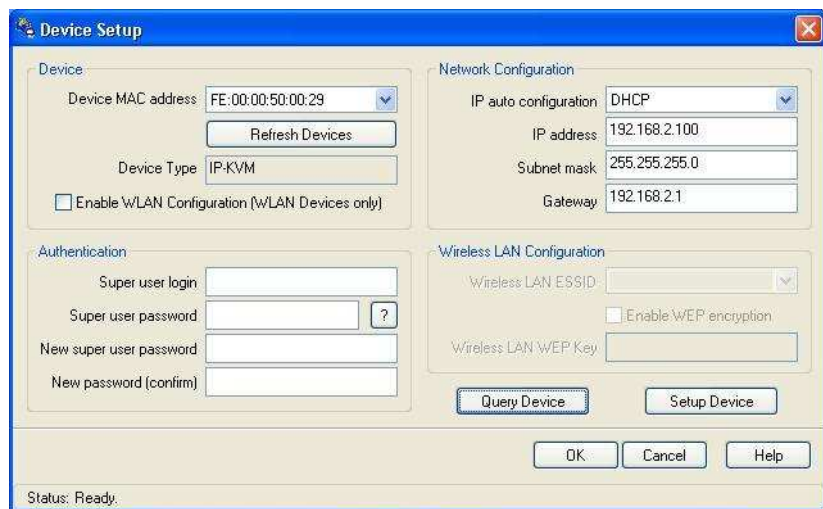 Device Setup
Device
Device MAC address FE:00:00:50:00:29
Refresh Devices
Device Type IP-KVM
Enable WLAN Configuration (WLAN Devices only)
Network Configuration
IP auto configuration DHCP
IP address 192.168.2.100
Subnet mask 255.255.255.0
Gateway 192.168.2.1
Authentication
Super user login
Super user password ?
New super user password
New password (confirm)
Wireless LAN Configuration
Wireless LAN ESSID
Enable WEP encryption
Wireless LAN WEP Key
Query Device Setup Device
OK Cancel Help
Status: Ready.